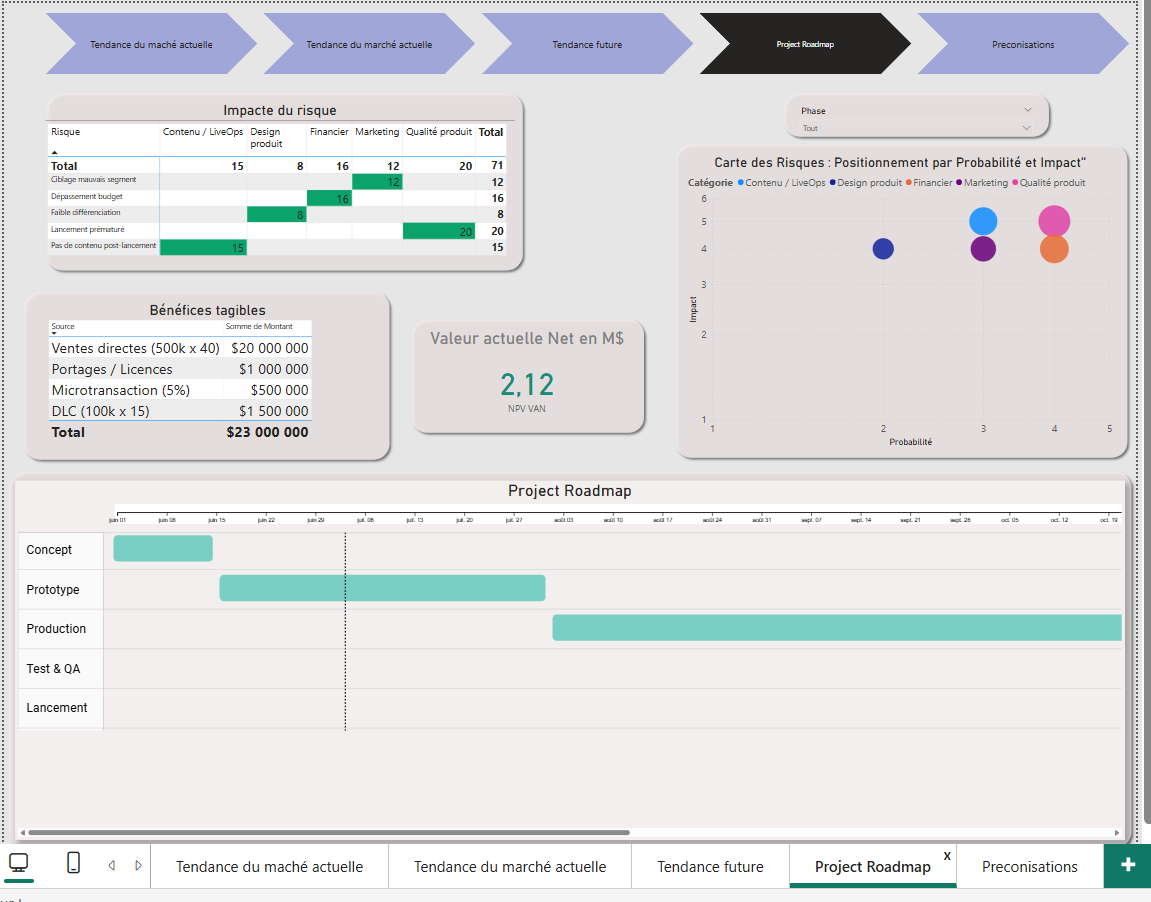 Tendance du maché actuelle
Tendance du marché actuelle
Tendance future
Project Roadmap
Preconisations
Impacte du risque
Risque Contenu / LiveOps Design produit Financier Marketing Qualité produit Total
Total 15 8 16 12 20 71
Ciblage mauvais segment 12 12
Dépassement budget 16 16
Faible différenciation 8 8
Lancement prématuré 20 20
Pas de contenu post-lancement 15 15
Phase
Tout
Carte des Risques : Positionnement par Probabilité et Impact"
Catégorie Contenu / LiveOps Design produit Financier Marketing Qualité produit
6
5
4
3
2
1
Impact
1 2 3 4 5
Probabilité
Bénéfices tagibles
Source Somme de Montant
Ventes directes (500k x 40) $20 000 000
Portages / Licences $1 000 000
Microtransaction (5%) $500 000
DLC (100k x 15) $1 500 000
Total $23 000 000
Valeur actuelle Net en M$
2,12
NPV VAN
Project Roadmap
juin 01 juin 08 juin 15 juin 22 juin 29 juil. 06 juil. 13 juil. 20 juil. 27 août 03 août 10 août 17 août 24 août 31 sept. 07 sept. 14 sept. 21 sept. 28 oct. 05 oct. 12 oct. 19
Concept
Prototype
Production
Test & QA
Lancement
Tendance du maché actuelle Tendance du marché actuelle Tendance future Project Roadmap X Preconisations +